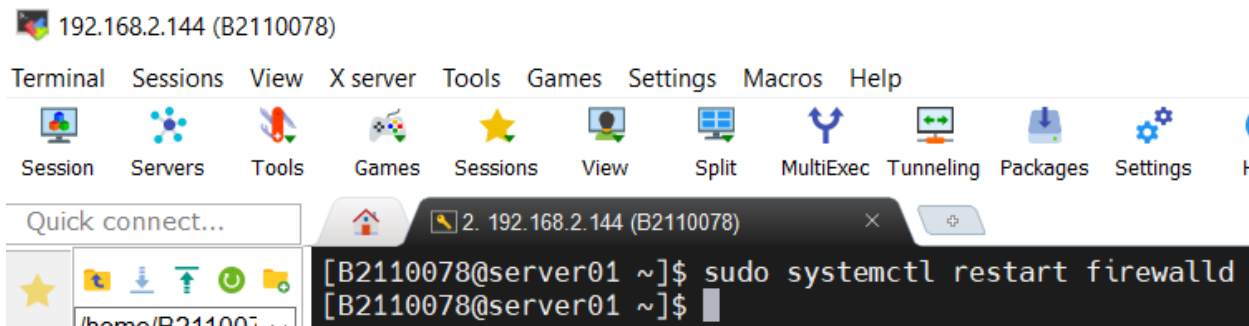 192.168.2.144 (B2110078)
Terminal Sessions View X server Tools Games Settings Macros Help
Session Servers Tools Games Sessions View Split MultiExec Tunneling Packages Settings
Quick connect...
2. 192.168.2.144 (B2110078)
[B2110078@server01 ~]$ sudo systemctl restart firewalld
[B2110078@server01 ~]$